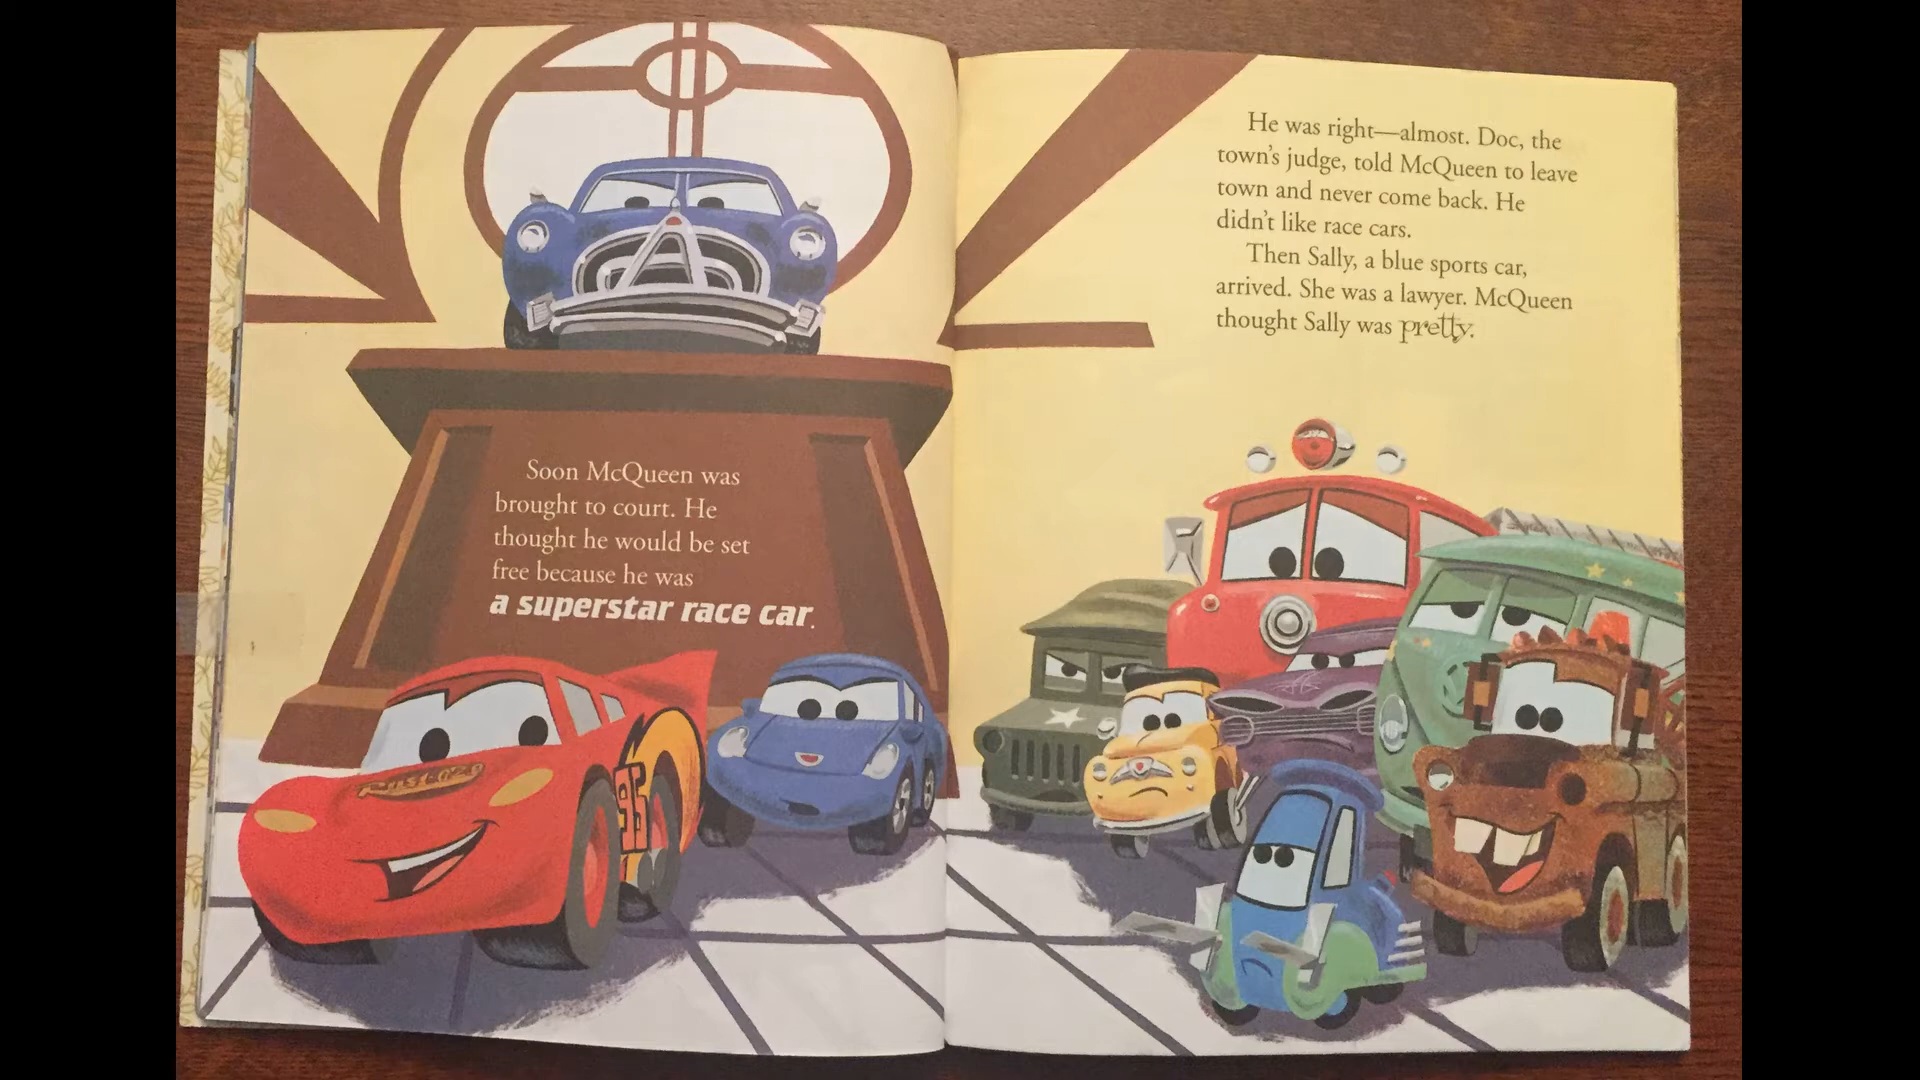 Soon McQueen was
brought to court. He
thought he would be set
free because he was
a superstar race car.
He was right—almost. Doc, the
town's judge, told McQueen to leave
town and never come back. He
didn't like race cars.
Then Sally, a blue sports car,
arrived. She was a lawyer. McQueen
thought Sally was pretty.
95